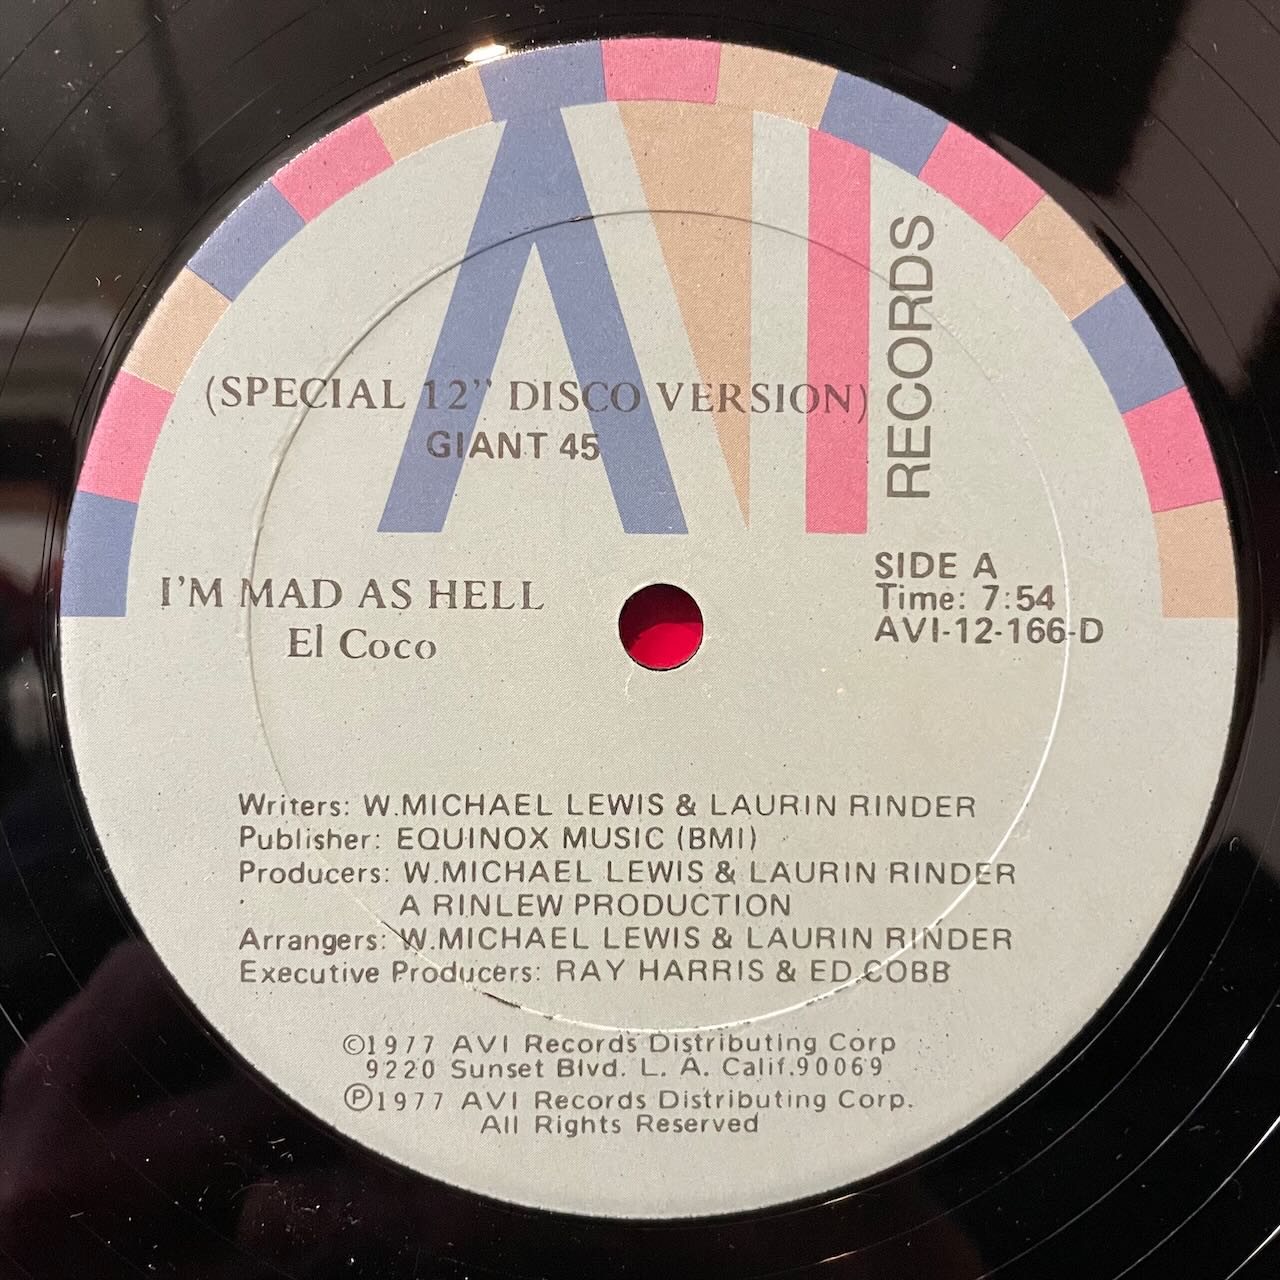 AVI RECORDS
(SPECIAL 12” DISCO VERSION)
GIANT 45
I’M MAD AS HELL
El Coco
SIDE A
Time: 7:54
AVI-12-166-D
Writers: W.MICHAEL LEWIS & LAURIN RINDER
Publisher: EQUINOX MUSIC (BMI)
Producers: W.MICHAEL LEWIS & LAURIN RINDER
A RINLEW PRODUCTION
Arrangers: W.MICHAEL LEWIS & LAURIN RINDER
Executive Producers: RAY HARRIS & ED COBB
©1977 AVI Records Distributing Corp
9220 Sunset Blvd. L. A. Calif.90069
℗1977 AVI Records Distributing Corp.
All Rights Reserved